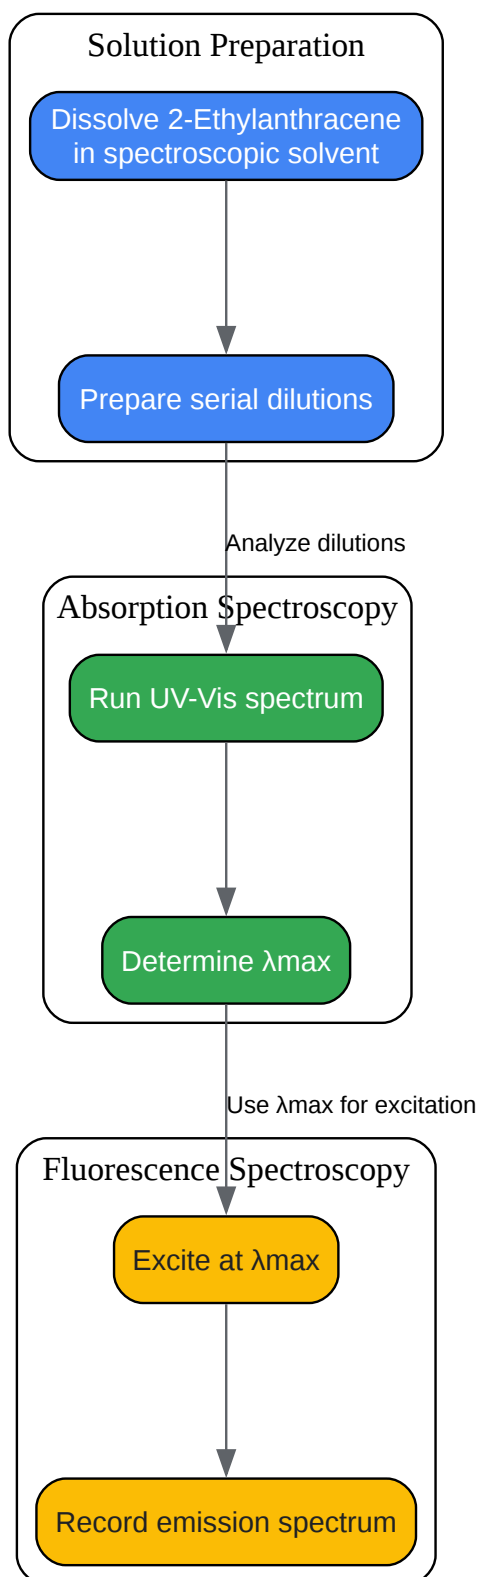 Solution Preparation
Dissolve 2-Ethylanthracene
in spectroscopic solvent
Prepare serial dilutions
Analyze dilutions
Absorption Spectroscopy
Run UV-Vis spectrum
Determine λmax
Use λmax for excitation
Fluorescence Spectroscopy
Excite at λmax
Record emission spectrum